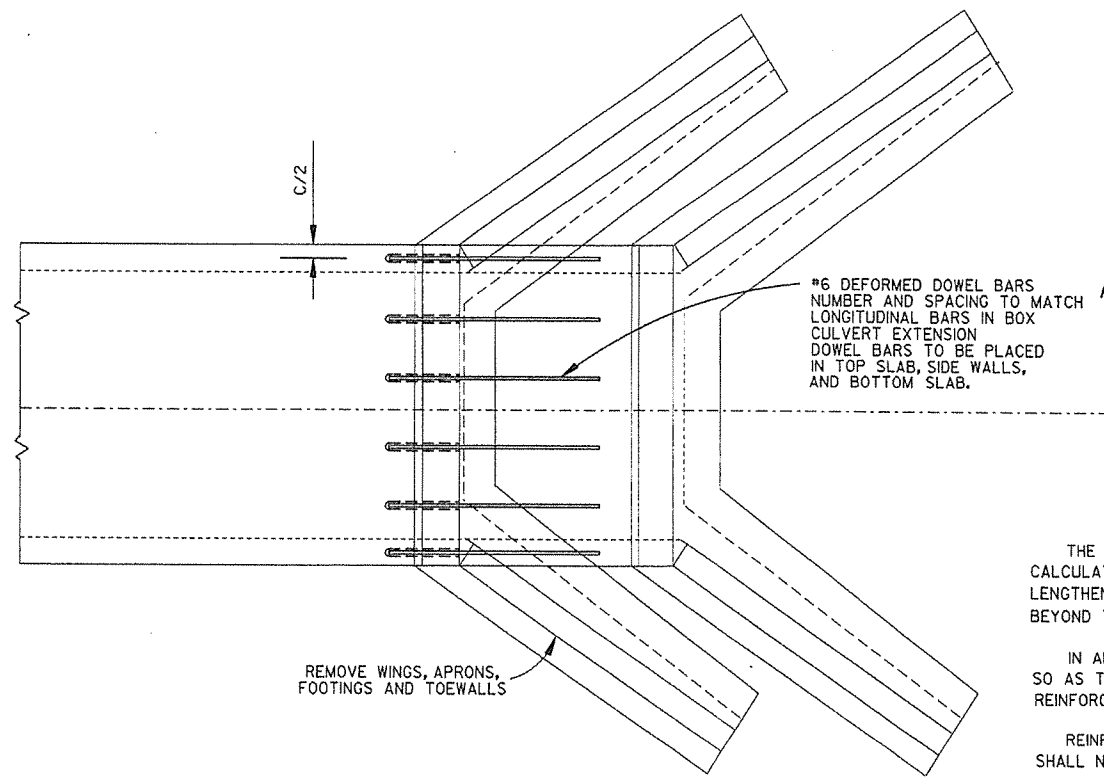 C/2
#6 DEFORMED DOWEL BARS
NUMBER AND SPACING TO MATCH
LONGITUDINAL BARS IN BOX
CULVERT EXTENSION
DOWEL BARS TO BE PLACED
IN TOP SLAB, SIDE WALLS,
AND BOTTOM SLAB.
REMOVE WINGS, APRONS,
FOOTINGS AND TOEWALLS
THE
CALCULAT
LENGTHEN
BEYOND
SO AS T
REINFORC
REINF
SHALL N